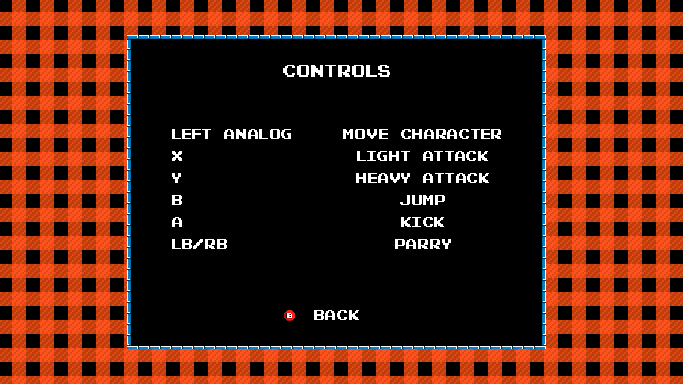 CONTROLS
LEFT ANALOG MOVE CHARACTER
X LIGHT ATTACK
Y HEAVY ATTACK
B JUMP
A KICK
LB/RB PARRY
B BACK